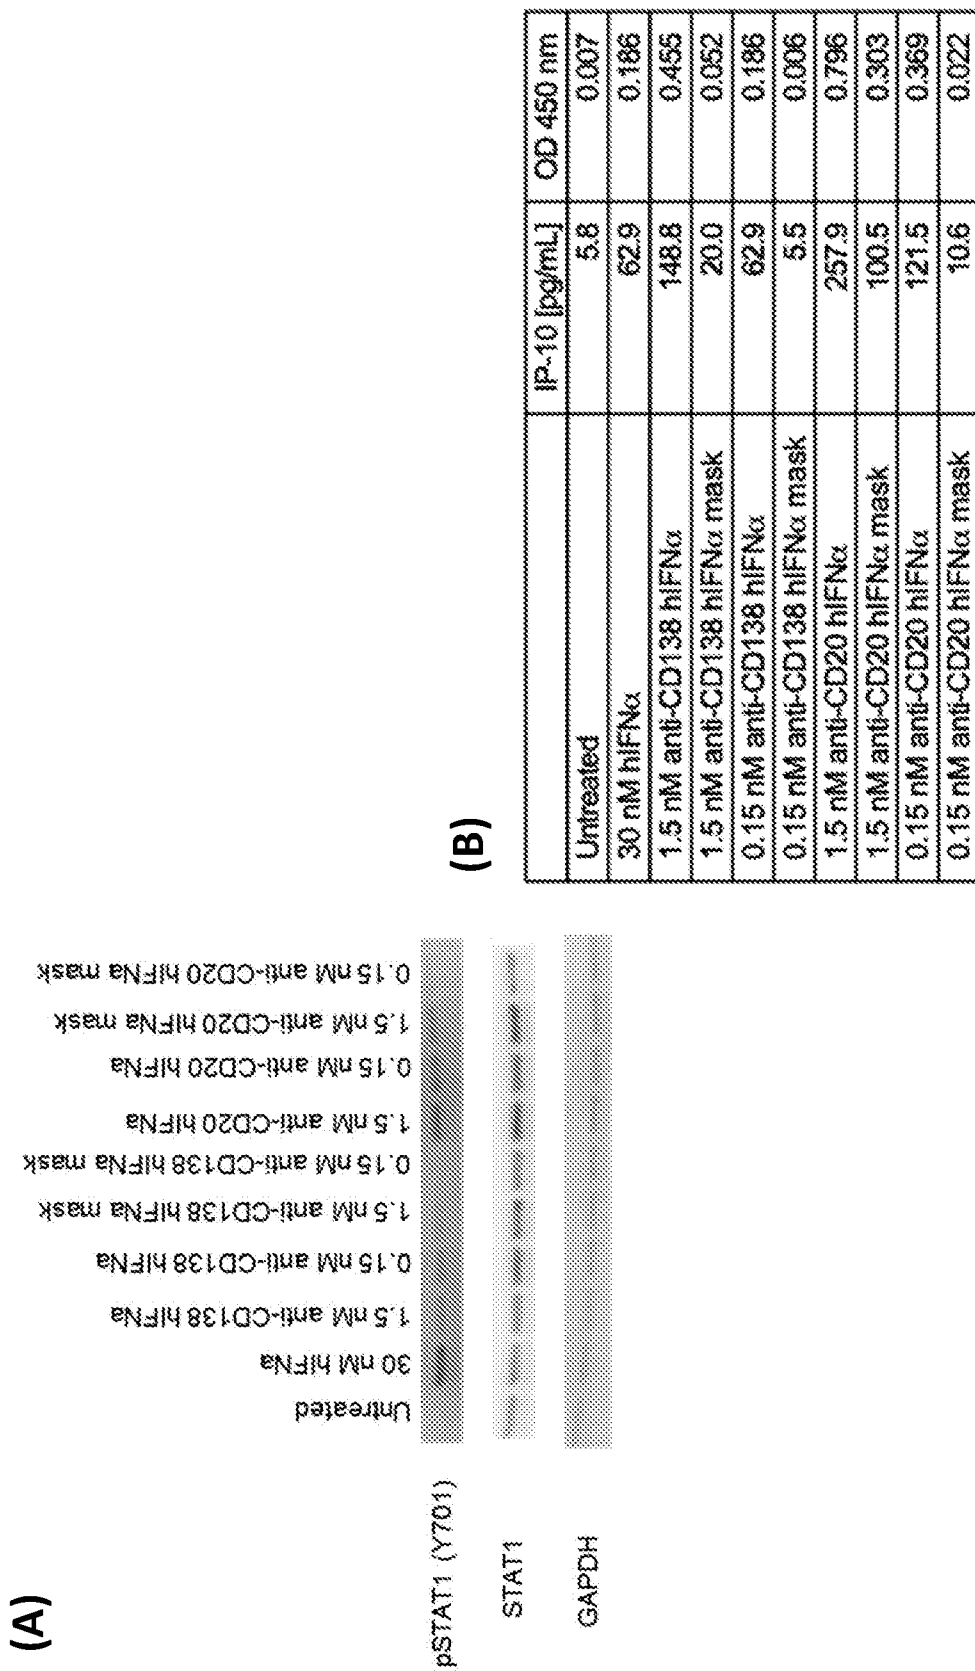 (A)
Untreated
30 nM hIFNa
1.5 nM anti-CD138 hIFNa
0.15 nM anti-CD138 hIFNa
1.5 nM anti-CD138 hIFNa mask
0.15 nM anti-CD138 hIFNa mask
1.5 nM anti-CD20 hIFNa
0.15 nM anti-CD20 hIFNa
1.5 nM anti-CD20 hIFNa mask
0.15 nM anti-CD20 hIFNa mask
pSTAT1 (Y701)
STAT1
GAPDH
(B)
IP-10 [pg/mL] OD 450 nm
Untreated 5.8 0.007
30 nM hIFNα 62.9 0.186
1.5 nM anti-CD138 hIFNα 148.8 0.455
1.5 nM anti-CD138 hIFNα mask 20.0 0.052
0.15 nM anti-CD138 hIFNα 62.9 0.186
0.15 nM anti-CD138 hIFNα mask 5.5 0.006
1.5 nM anti-CD20 hIFNα 257.9 0.796
1.5 nM anti-CD20 hIFNα mask 100.5 0.303
0.15 nM anti-CD20 hIFNα 121.5 0.369
0.15 nM anti-CD20 hIFNα mask 10.6 0.022